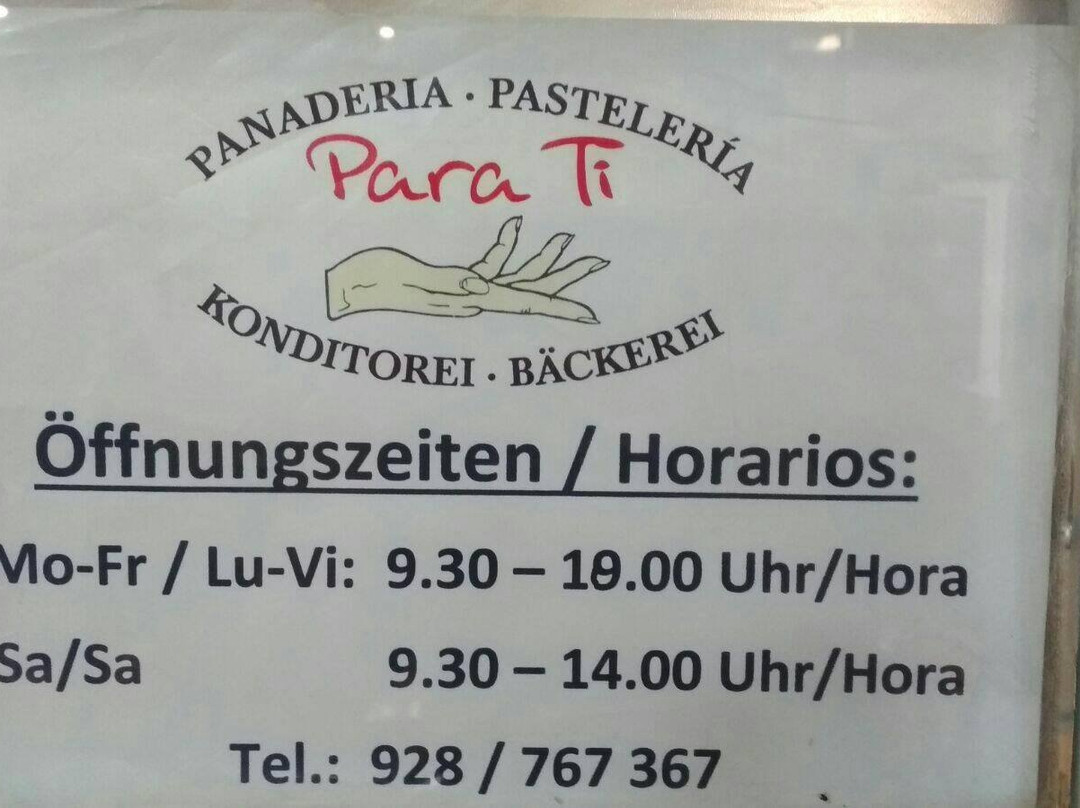 PANADERIA · PASTELERÍA
Para Ti
KONDITOREI · BÄCKEREI
Öffnungszeiten / Horarios:
Mo-Fr / Lu-Vi: 9.30 – 19.00 Uhr/Hora
Sa/Sa 9.30 – 14.00 Uhr/Hora
Tel.: 928 / 767 367